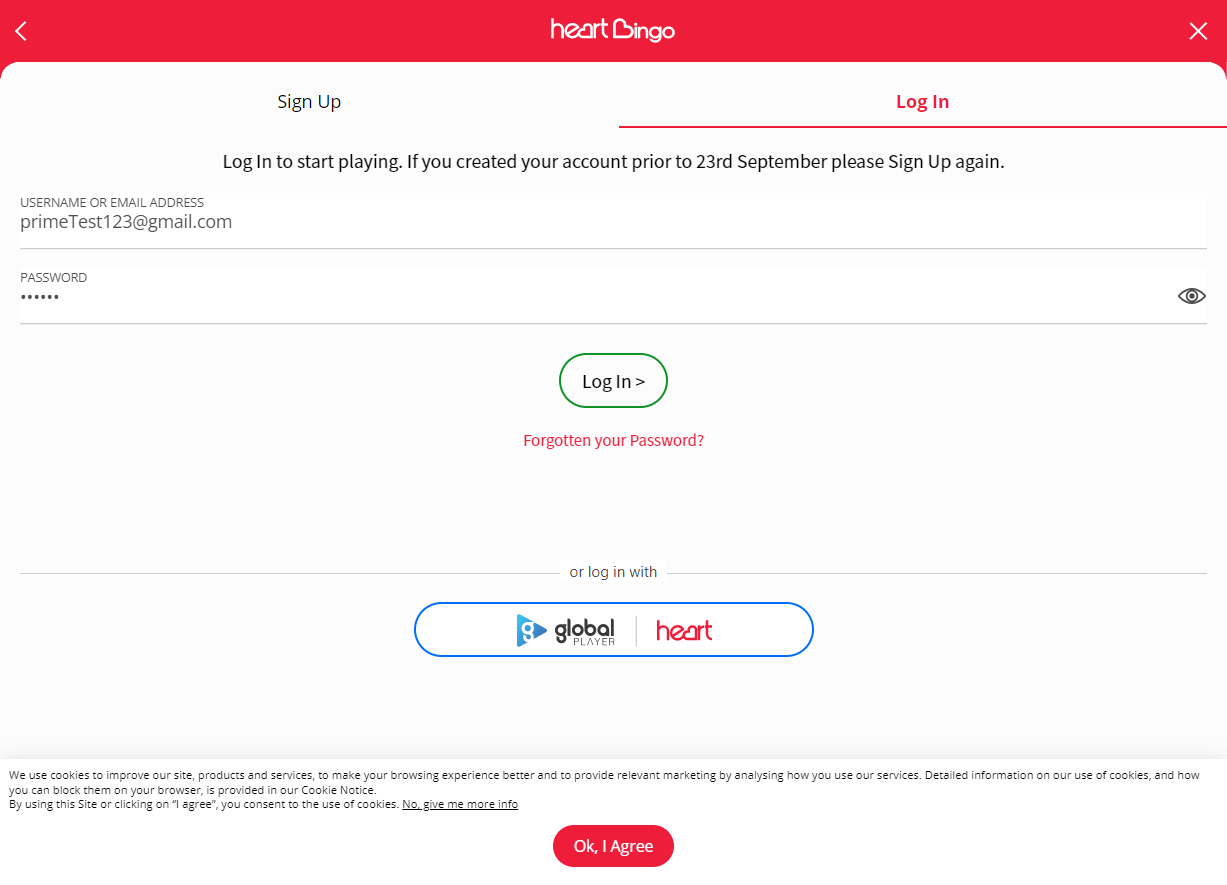 heart Bingo
Sign Up
Log In
Log In to start playing. If you created your account prior to 23rd September please Sign Up again.
USERNAME OR EMAIL ADDRESS
primeTest123@gmail.com
PASSWORD
••••••
Log In >
Forgotten your Password?
or log in with
g global PLAYER heart
We use cookies to improve our site, products and services, to make your browsing experience better and to provide relevant marketing by analysing how you use our services. Detailed information on our use of cookies, and how
you can block them on your browser, is provided in our Cookie Notice.
By using this Site or clicking on “I agree”, you consent to the use of cookies. No, give me more info
Ok, I Agree